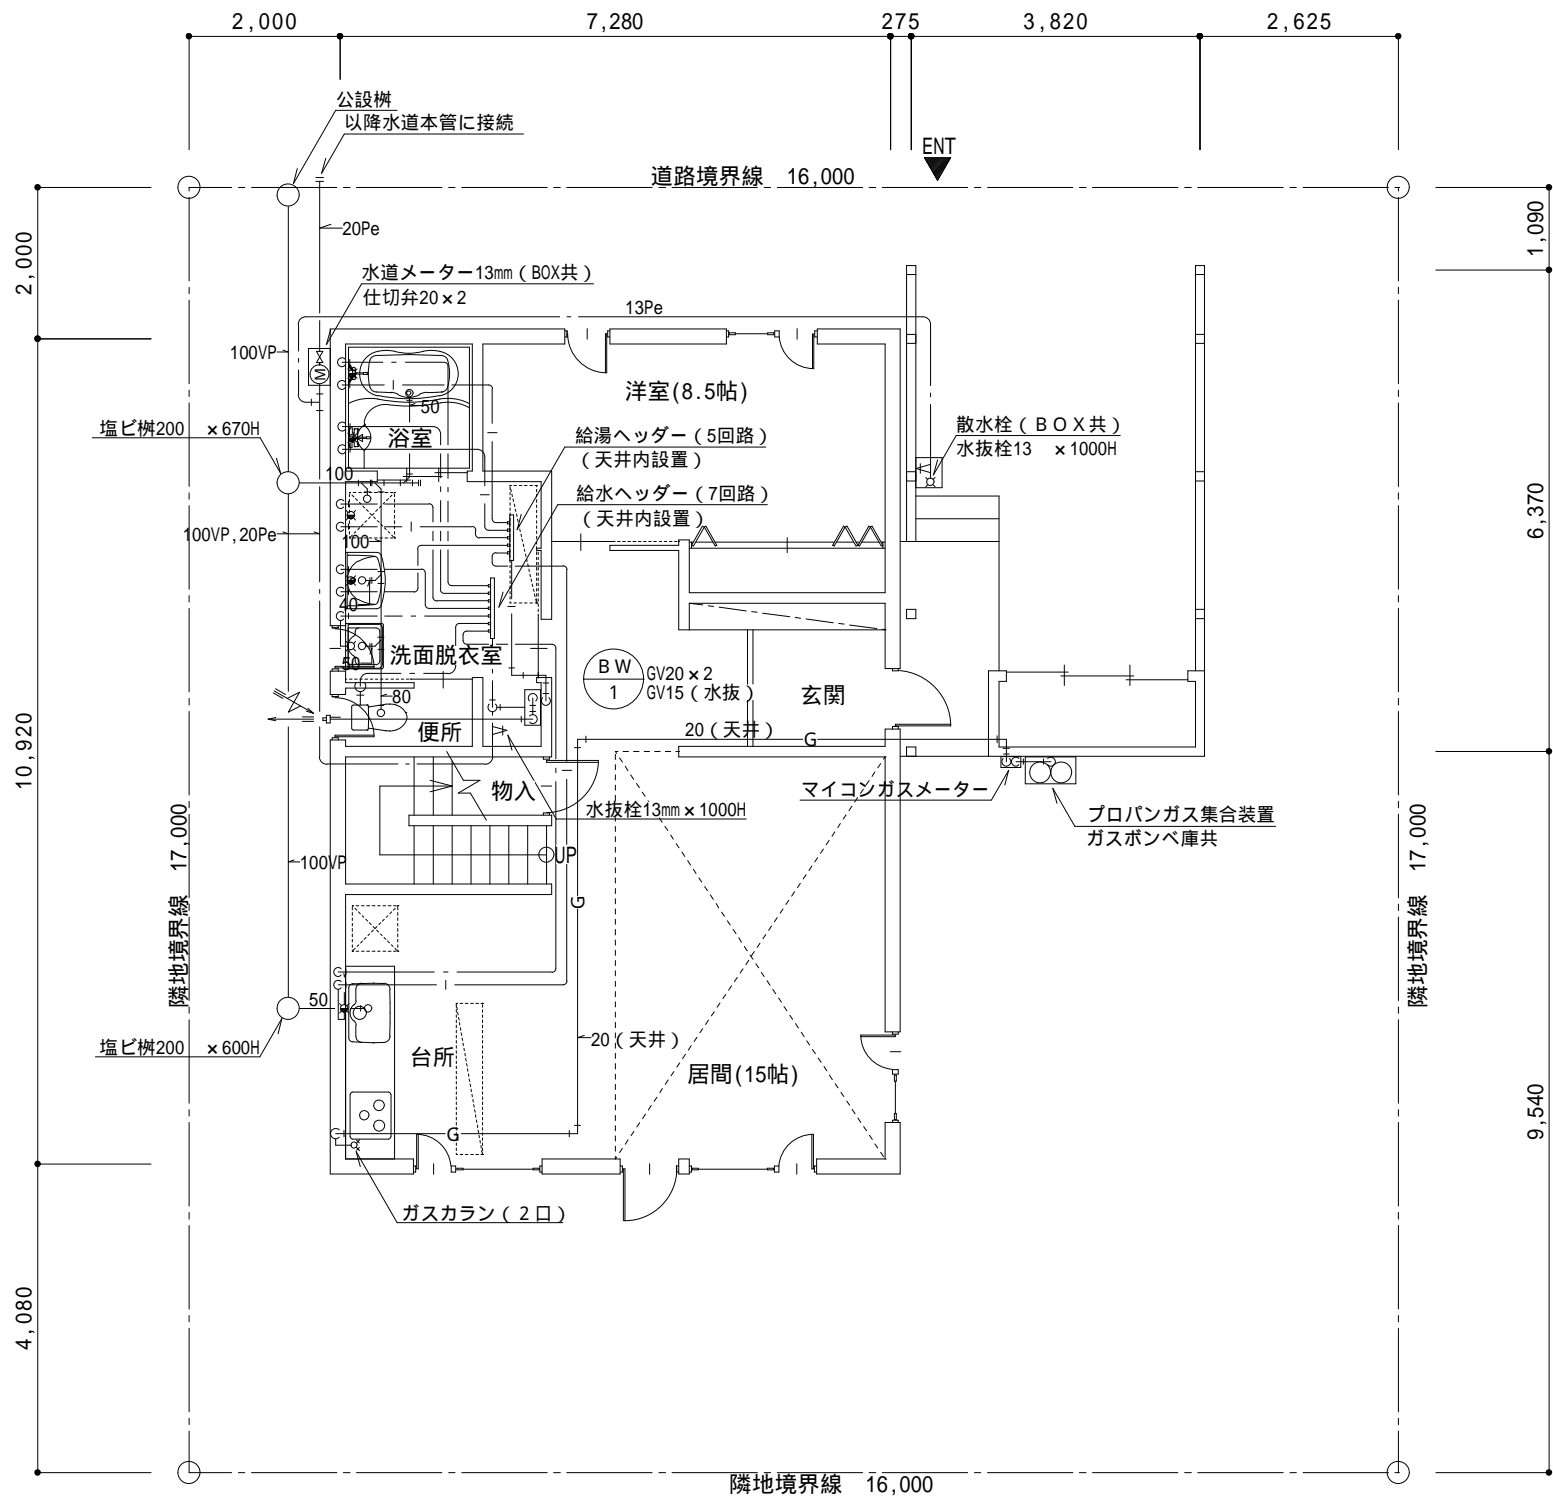 2,000
7,280
275
3,820
2,625
公設桝
以降水道本管に接続
ENT
道路境界線　16,000
20Pe
2,000
1,090
水道メーター13㎜（BOX共）
仕切弁20×2
13Pe
100VP
M
洋室(8.5帖)
50
浴室
塩ビ桝200　×670H
給湯ヘッダー（5回路）
（天井内設置）
散水栓（ＢＯＸ共）
水抜栓13　×1000H
100
給水ヘッダー（7回路）
（天井内設置）
6,370
100VP,20Pe
100
40
50
洗面脱衣室
BW
1
GV20×2
GV15（水抜）
玄関
80
便所
20（天井）
G
10,920
物入
マイコンガスメーター
水抜栓13㎜×1000H
プロパンガス集合装置
ガスボンベ庫共
隣地境界線　17,000
隣地境界線　17,000
100VP
UP
G
50
塩ビ桝200　×600H
台所
20（天井）
居間(15帖)
9,540
G
ガスカラン（２口）
4,080
隣地境界線　16,000